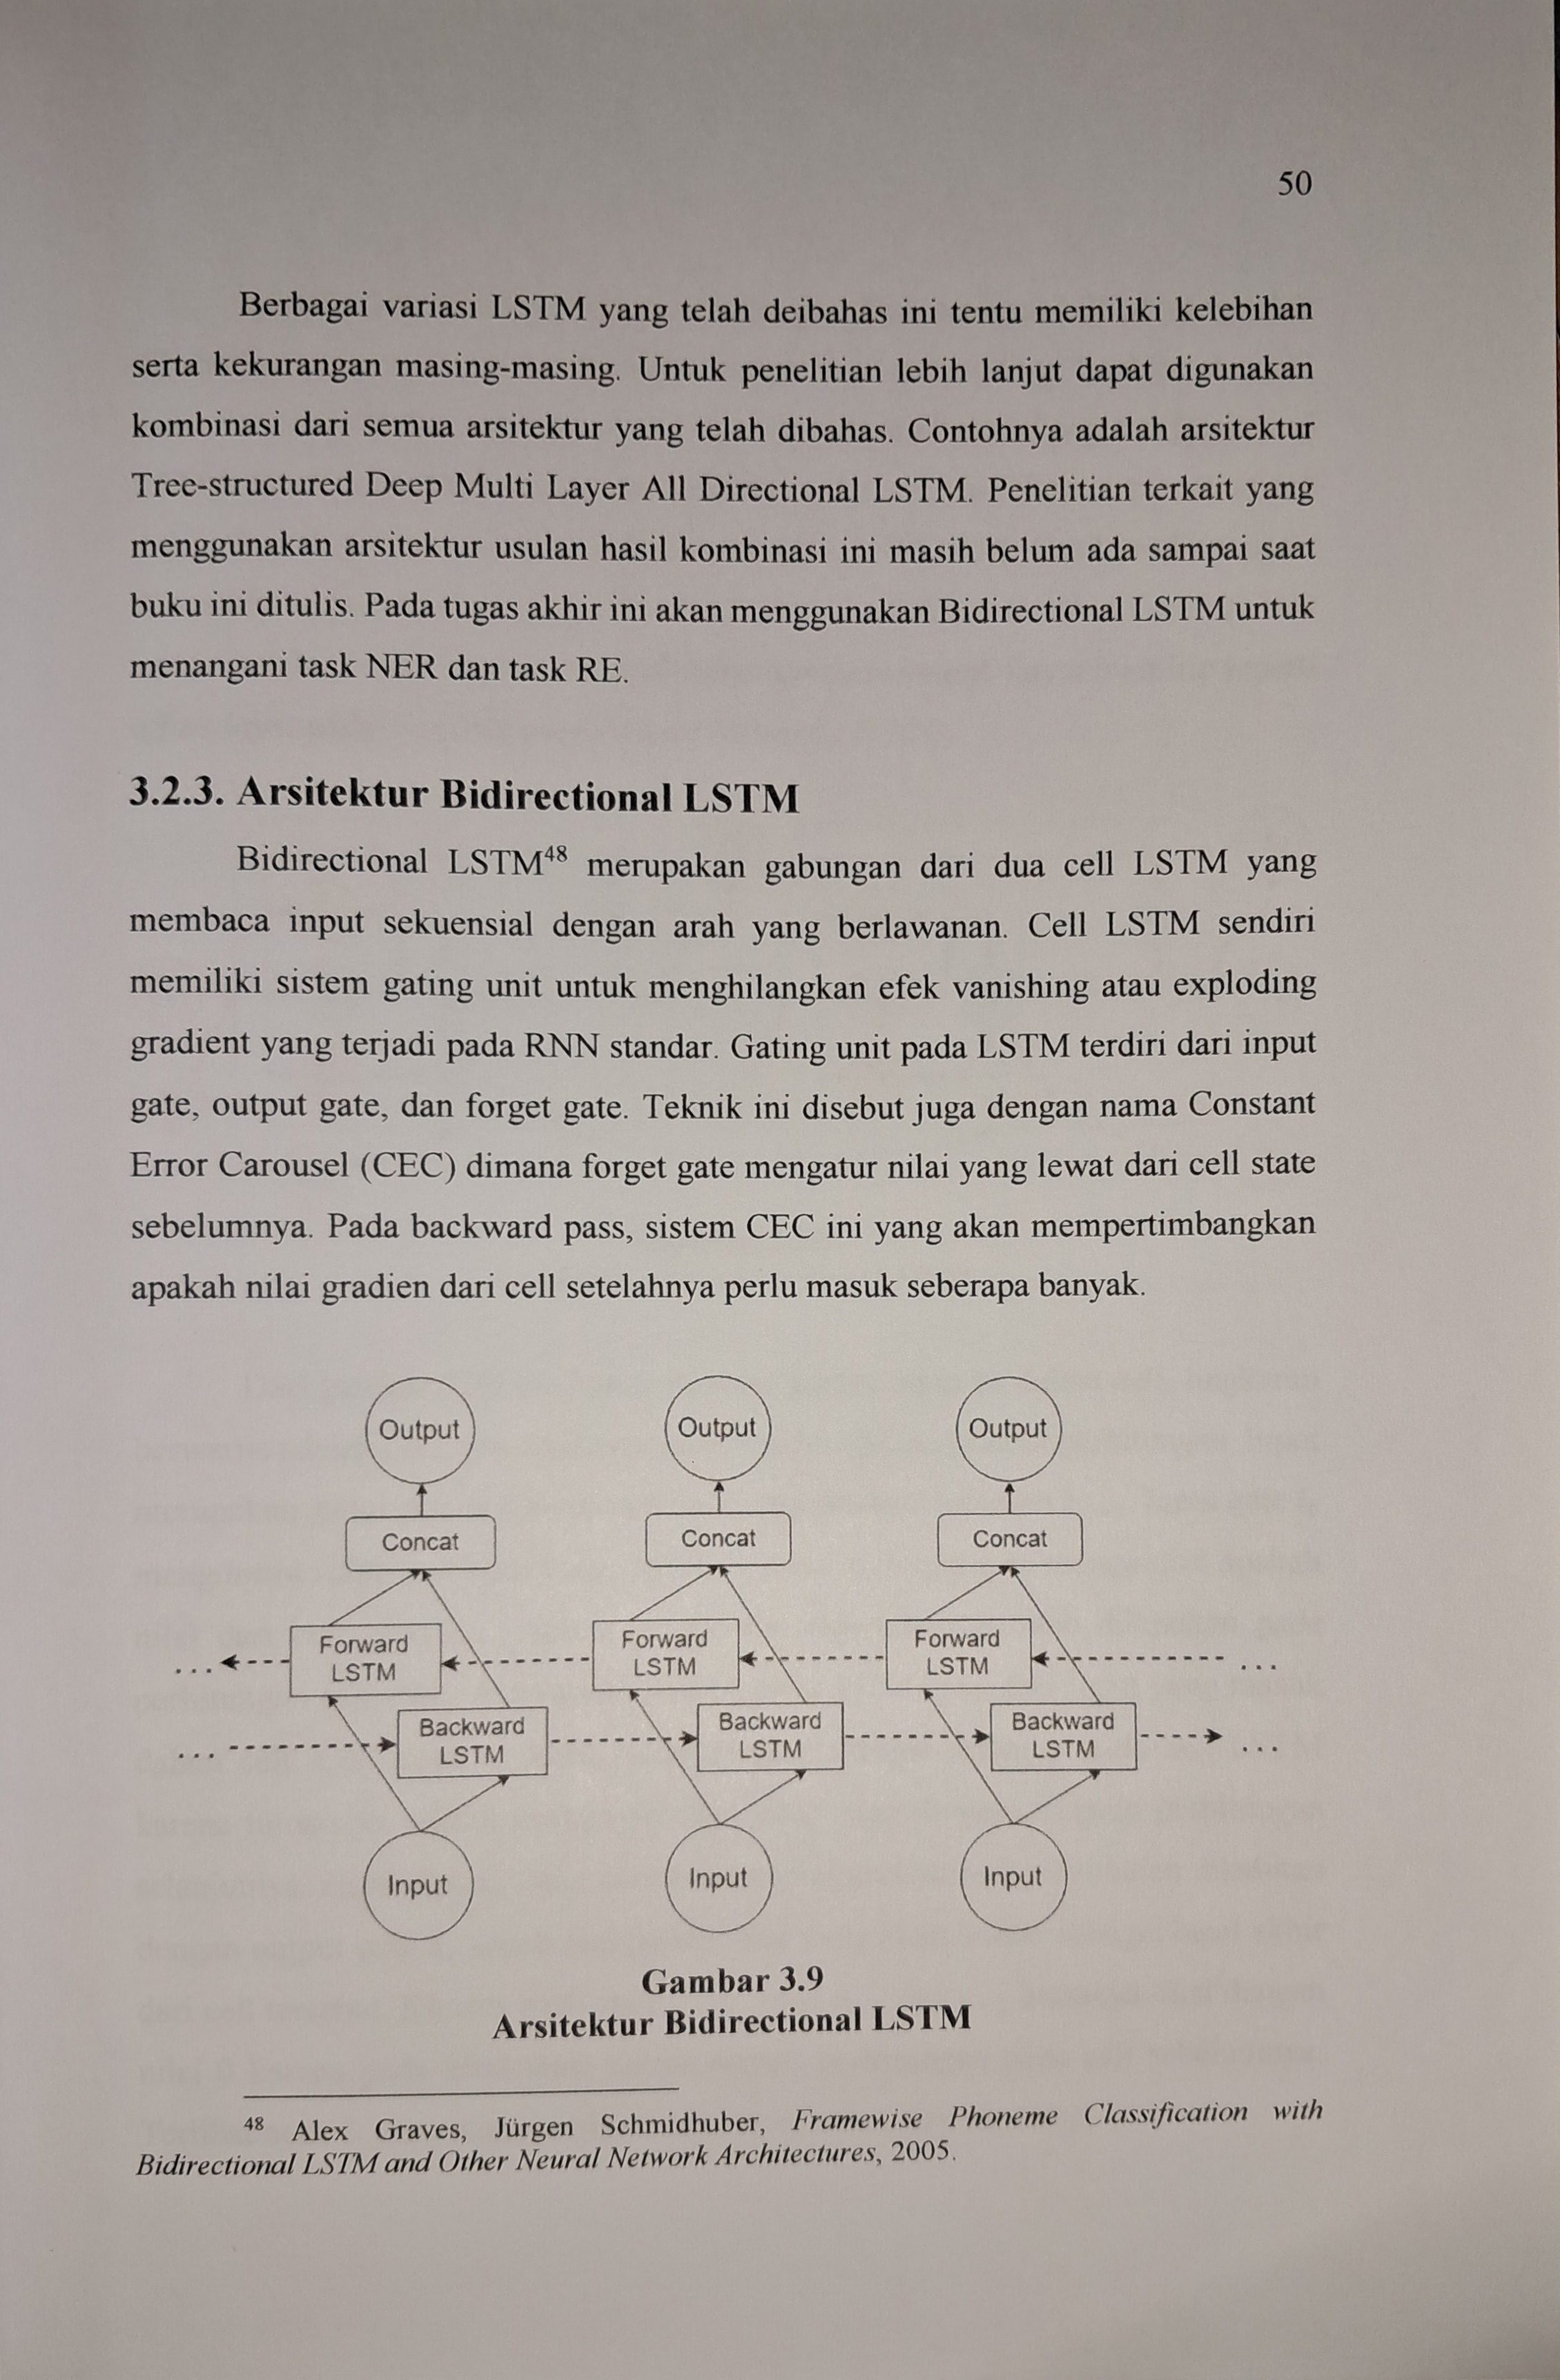 50
Berbagai variasi LSTM yang telah deibahas ini tentu memiliki kelebihan
serta kekurangan masing-masing. Untuk penelitian lebih lanjut dapat digunakan
kombinasi dari semua arsitektur yang telah dibahas. Contohnya adalah arsitektur
Tree-structured Deep Multi Layer All Directional LSTM. Penelitian terkait yang
menggunakan arsitektur usulan hasil kombinasi ini masih belum ada sampai saat
buku ini ditulis. Pada tugas akhir ini akan menggunakan Bidirectional LSTM untuk
menangani task NER dan task RE.
3.2.3. Arsitektur Bidirectional LSTM
Bidirectional LSTM⁴⁸ merupakan gabungan dari dua cell LSTM yang
membaca input sekuensial dengan arah yang berlawanan. Cell LSTM sendiri
memiliki sistem gating unit untuk menghilangkan efek vanishing atau exploding
gradient yang terjadi pada RNN standar. Gating unit pada LSTM terdiri dari input
gate, output gate, dan forget gate. Teknik ini disebut juga dengan nama Constant
Error Carousel (CEC) dimana forget gate mengatur nilai yang lewat dari cell state
sebelumnya. Pada backward pass, sistem CEC ini yang akan mempertimbangkan
apakah nilai gradien dari cell setelahnya perlu masuk seberapa banyak.
Output Output Output
Concat Concat Concat
Forward Forward Forward
... LSTM LSTM LSTM ...
Backward Backward Backward
... LSTM LSTM LSTM ...
Input Input Input
Gambar 3.9
Arsitektur Bidirectional LSTM
⁴⁸ Alex Graves, Jürgen Schmidhuber, Framewise Phoneme Classification with
Bidirectional LSTM and Other Neural Network Architectures, 2005.